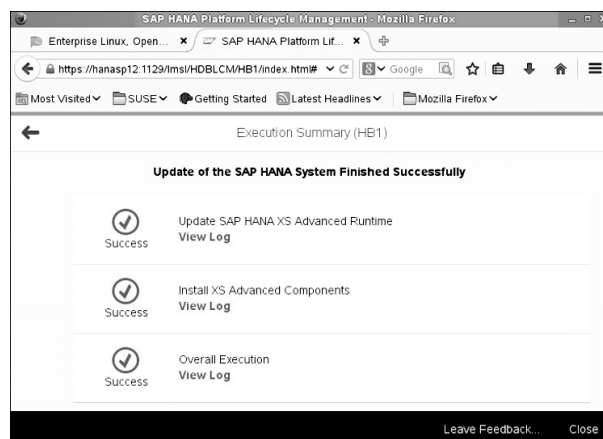 SAP HANA Platform Lifecycle Management - Mozilla Firefox
Enterprise Linux, Open... × SAP HANA Platform Lif... ×
https://hanasp12:1129/lmsl/HDBLCM/HB1/index.html# Google
Most Visited SUSE Getting Started Latest Headlines Mozilla Firefox
Execution Summary (HB1)
Update of the SAP HANA System Finished Successfully
Update SAP HANA XS Advanced Runtime
View Log
Success
Install XS Advanced Components
View Log
Success
Overall Execution
View Log
Success
Leave Feedback... Close